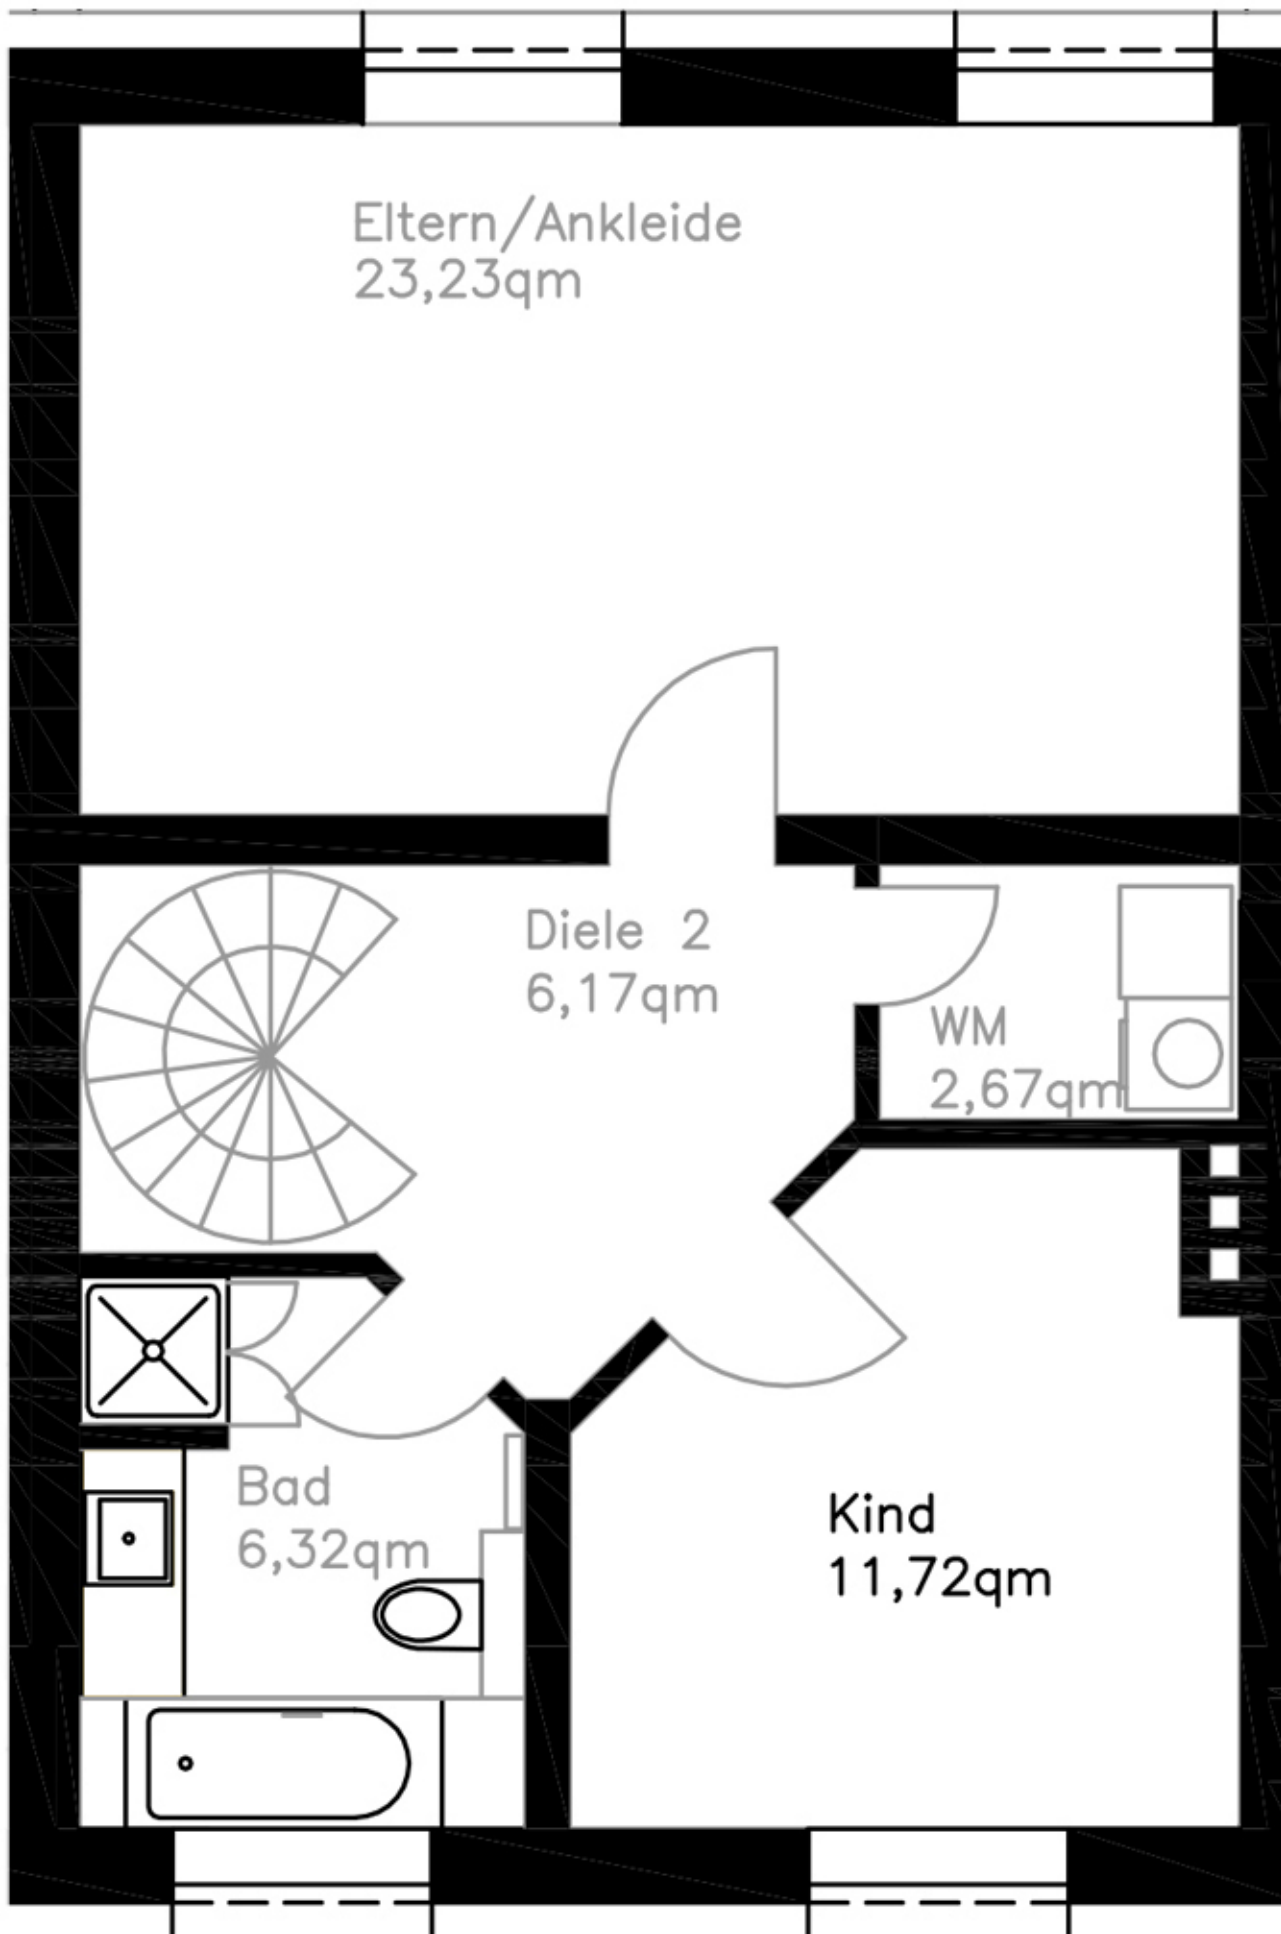 Eltern/Ankleide
23,23qm
Diele 2
6,17qm
WM
2,67qm
Bad
6,32qm
Kind
11,72qm